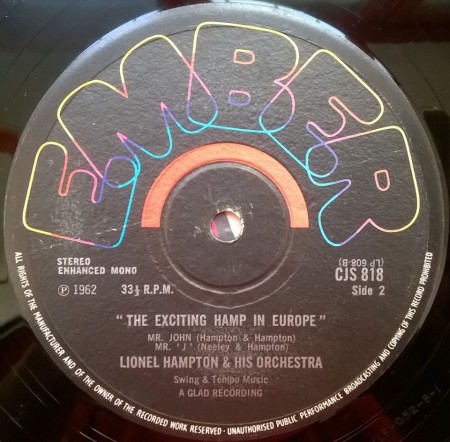 EMBER
STEREO
ENHANCED MONO
(LP 608-B)
CJS 818
℗ 1962 33⅓ R.P.M.
Side 2
"THE EXCITING HAMP IN EUROPE"
MR. JOHN (Hampton & Hampton)
MR. 'J' (Neeley & Hampton)
LIONEL HAMPTON & HIS ORCHESTRA
Swing & Tempo Music
A GLAD RECORDING
ALL RIGHTS OF THE MANUFACTURER AND OF THE OWNER OF THE RECORDED WORK RESERVED - UNAUTHORISED PUBLIC PERFORMANCE BROADCASTING AND COPYING OF THIS RECORD PROHIBITED